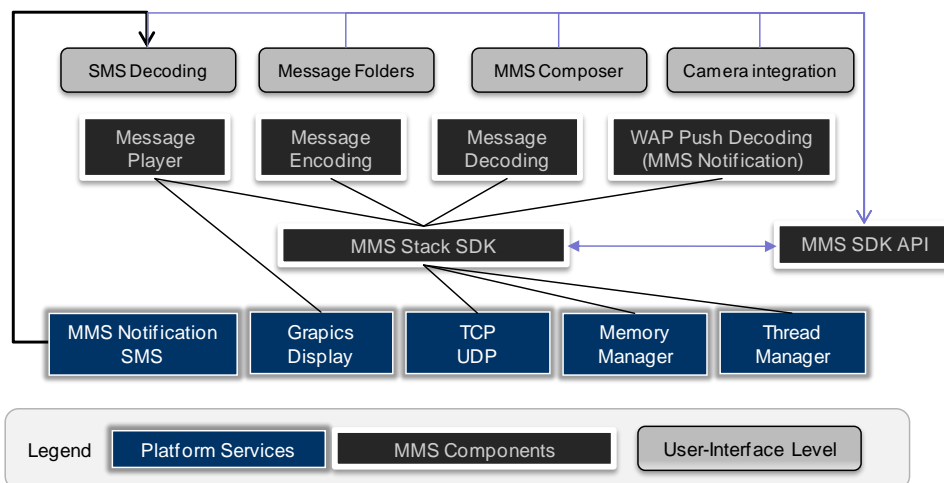 SMS Decoding
Message Folders
MMS Composer
Camera integration
Message
Player
Message
Encoding
Message
Decoding
WAP Push Decoding
(MMS Notification)
MMS Stack SDK
MMS SDK API
MMS Notification
SMS
Grapics
Display
TCP
UDP
Memory
Manager
Thread
Manager
Legend
Platform Services
MMS Components
User-Interface Level